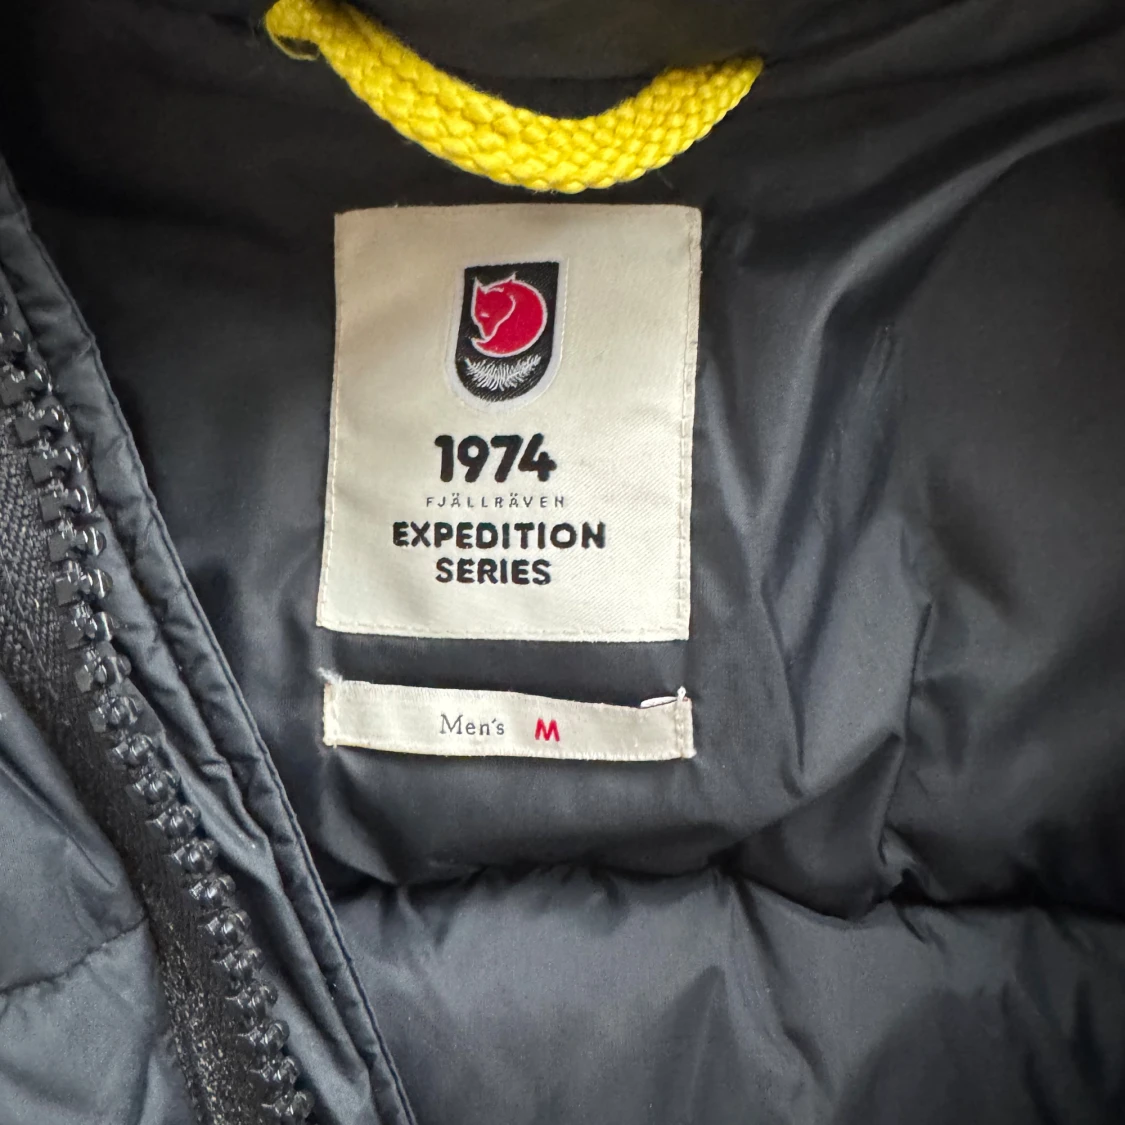 1974
FJÄLLRÄVEN
EXPEDITION
SERIES
Men's M